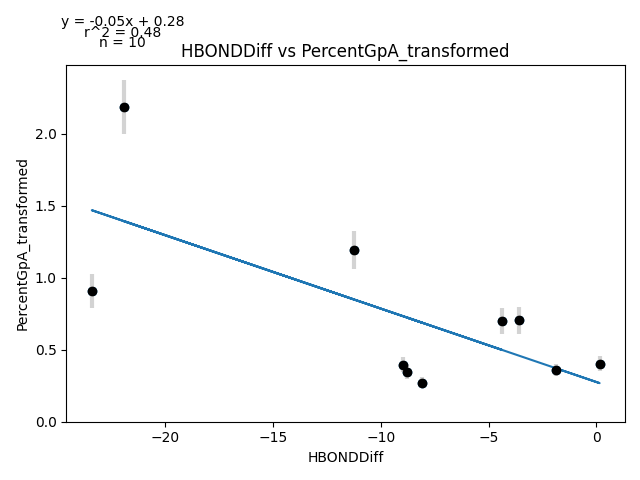 y = -0.05x + 0.28
r^2 = 0.48
n = 10
HBONDDiff vs PercentGpA_transformed
PercentGpA_transformed
2.0
1.5
1.0
0.5
0.0
−20
−15
−10
−5
0
HBONDDiff